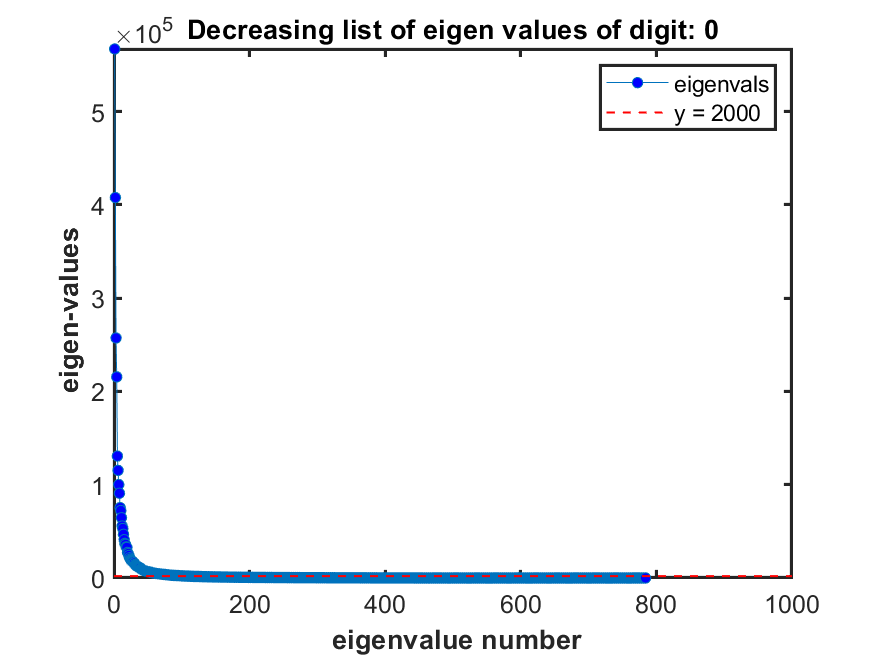 ×10^5
Decreasing list of eigen values of digit: 0
eigenvals
y = 2000
5
4
3
2
1
0
eigen-values
0 200 400 600 800 1000
eigenvalue number